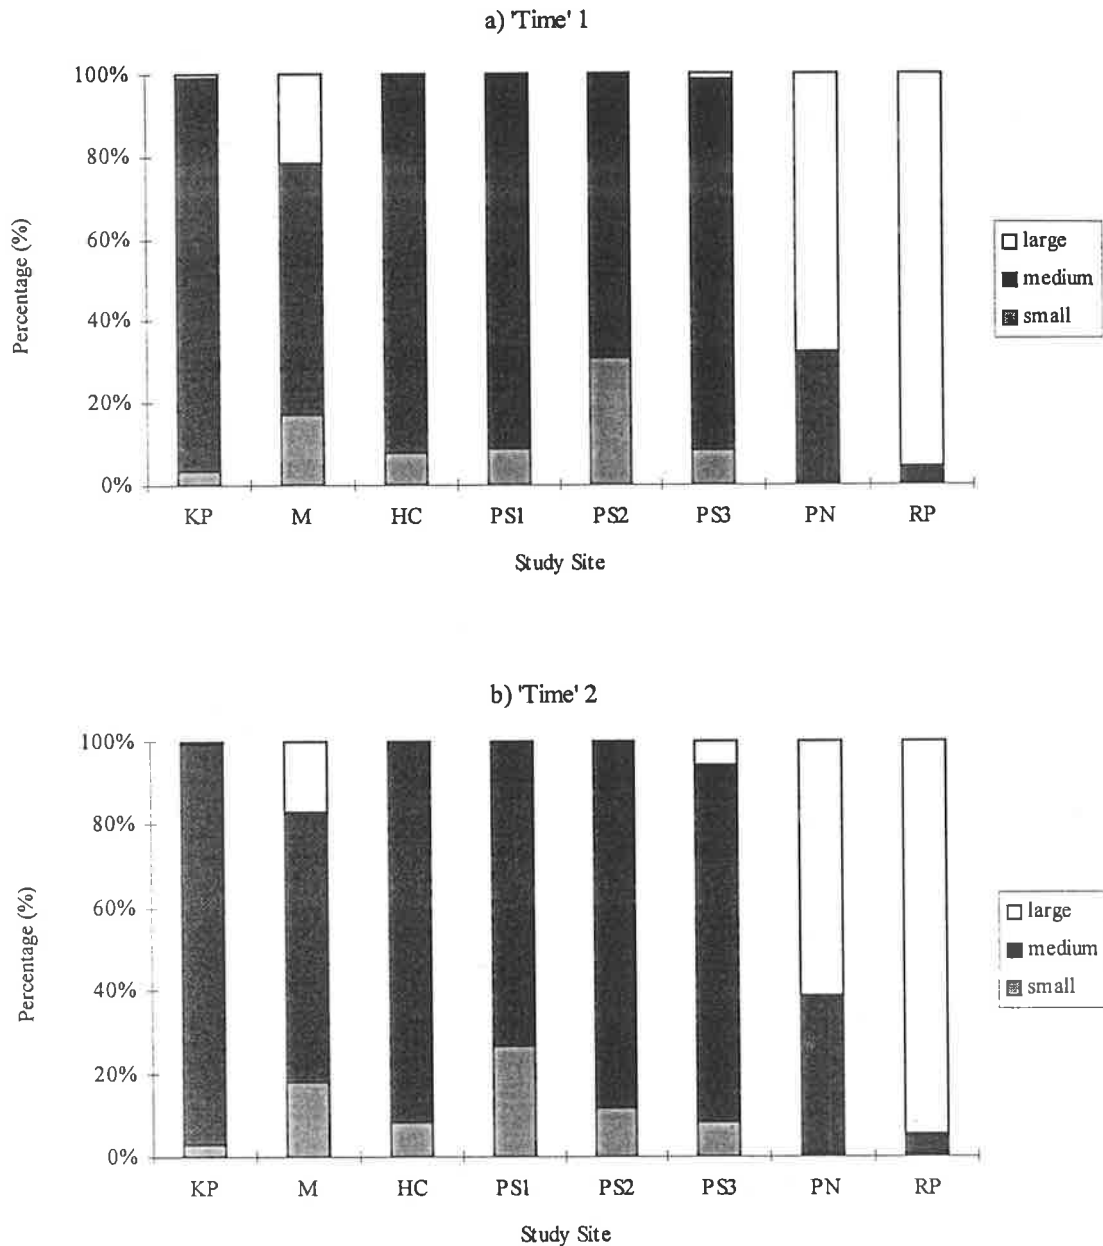 a) 'Time' 1
100%
80%
60%
40%
20%
0%
Percentage (%)
KP M HC PS1 PS2 PS3 PN RP
Study Site
large
medium
small
b) 'Time' 2
100%
80%
60%
40%
20%
0%
Percentage (%)
KP M HC PS1 PS2 PS3 PN RP
Study Site
large
medium
small